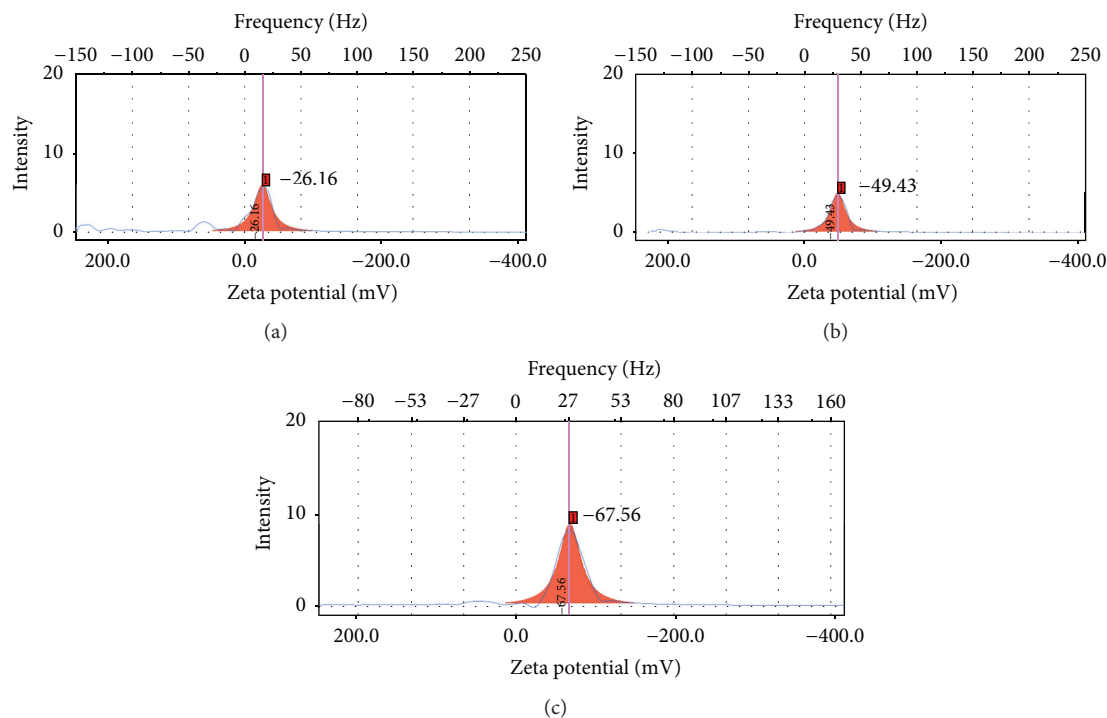 Frequency (Hz)
−150 −100 −50 0 50 100 150 200 250
20
10
0
Intensity
−26.16
26.16
200.0 0.0 −200.0 −400.0
Zeta potential (mV)
(a)
Frequency (Hz)
−150 −100 −50 0 50 100 150 200 250
20
10
0
Intensity
−49.43
49.43
200.0 0.0 −200.0 −400.0
Zeta potential (mV)
(b)
Frequency (Hz)
−80 −53 −27 0 27 53 80 107 133 160
20
10
0
Intensity
−67.56
67.56
200.0 0.0 −200.0 −400.0
Zeta potential (mV)
(c)